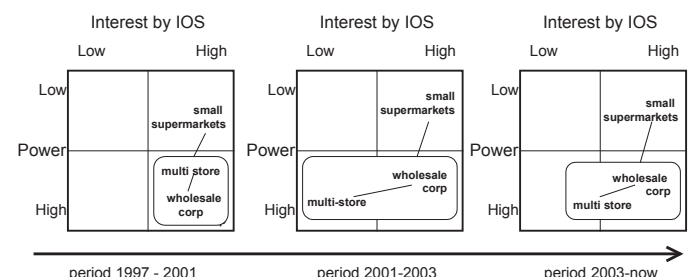 Interest by IOS
Low High
Low
small
supermarkets
Power
multi store
wholesale
corp
High
period 1997 - 2001
Interest by IOS
Low High
Low
small
supermarkets
Power
wholesale
corp
multi-store
High
period 2001-2003
Interest by IOS
Low High
Low
small
supermarkets
Power
wholesale
corp
multi store
High
period 2003-now